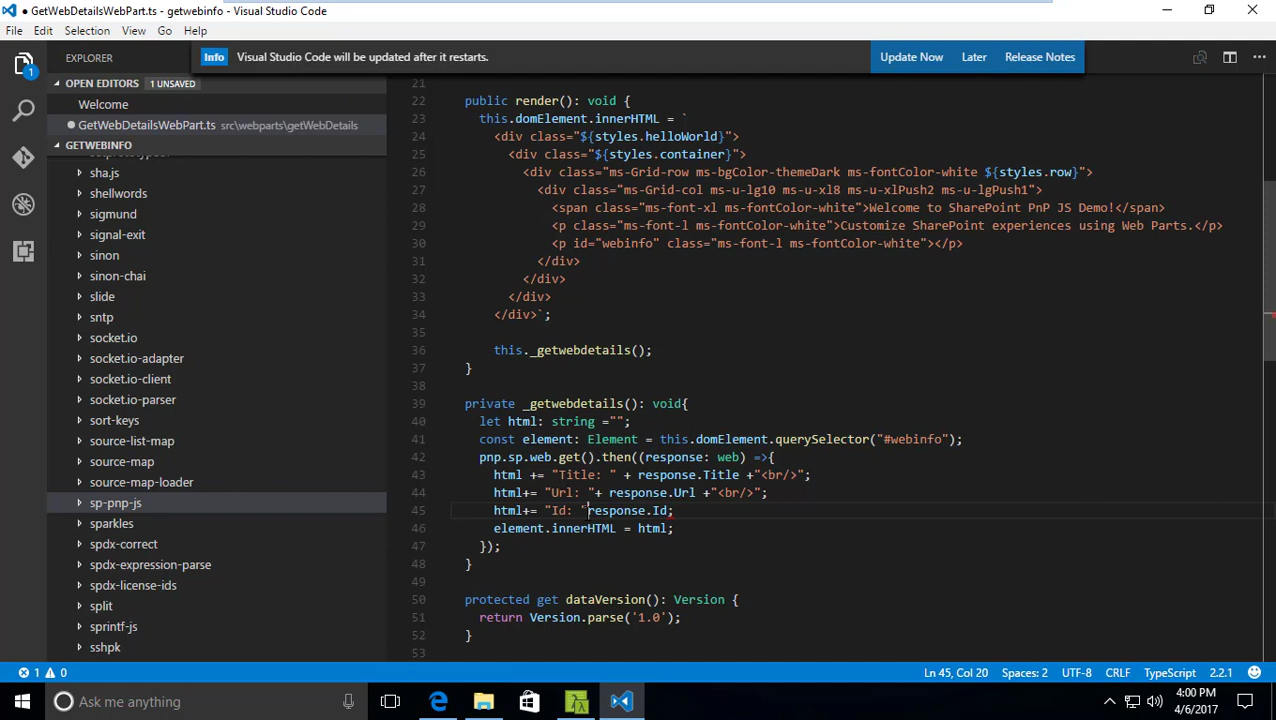 ● GetWebDetailsWebPart.ts - getwebinfo - Visual Studio Code
File Edit Selection View Go Help
EXPLORER
Info Visual Studio Code will be updated after it restarts. Update Now Later Release Notes
OPEN EDITORS 1 UNSAVED
Welcome
GetWebDetailsWebPart.ts src\webparts\getWebDetails
GETWEBINFO
sha.js
shellwords
sigmund
signal-exit
sinon
sinon-chai
slide
sntp
socket.io
socket.io-adapter
socket.io-client
socket.io-parser
sort-keys
source-list-map
source-map
source-map-loader
sp-pnp-js
sparkles
spdx-correct
spdx-expression-parse
spdx-license-ids
split
sprintf-js
sshpk
21
22 public render(): void {
23 this.domElement.innerHTML = `
24 <div class="${styles.helloWorld}">
25 <div class="${styles.container}">
26 <div class="ms-Grid-row ms-bgColor-themeDark ms-fontColor-white ${styles.row}">
27 <div class="ms-Grid-col ms-u-lg10 ms-u-xl8 ms-u-xlPush2 ms-u-lgPush1">
28 <span class="ms-font-xl ms-fontColor-white">Welcome to SharePoint PnP JS Demo!</span>
29 <p class="ms-font-l ms-fontColor-white">Customize SharePoint experiences using Web Parts.</p>
30 <p id="webinfo" class="ms-font-l ms-fontColor-white"></p>
31 </div>
32 </div>
33 </div>
34 </div>`;
35
36 this._getwebdetails();
37 }
38
39 private _getwebdetails(): void{
40 let html: string ="";
41 const element: Element = this.domElement.querySelector("#webinfo");
42 pnp.sp.web.get().then((response: web) =>{
43 html += "Title: " + response.Title +"<br/>";
44 html+= "Url: "+ response.Url +"<br/>";
45 html+= "Id: "response.Id;
46 element.innerHTML = html;
47 });
48 }
49
50 protected get dataVersion(): Version {
51 return Version.parse('1.0');
52 }
53
1 0 Ln 45, Col 20 Spaces: 2 UTF-8 CRLF TypeScript 2.2.1
Ask me anything
4:00 PM
4/6/2017